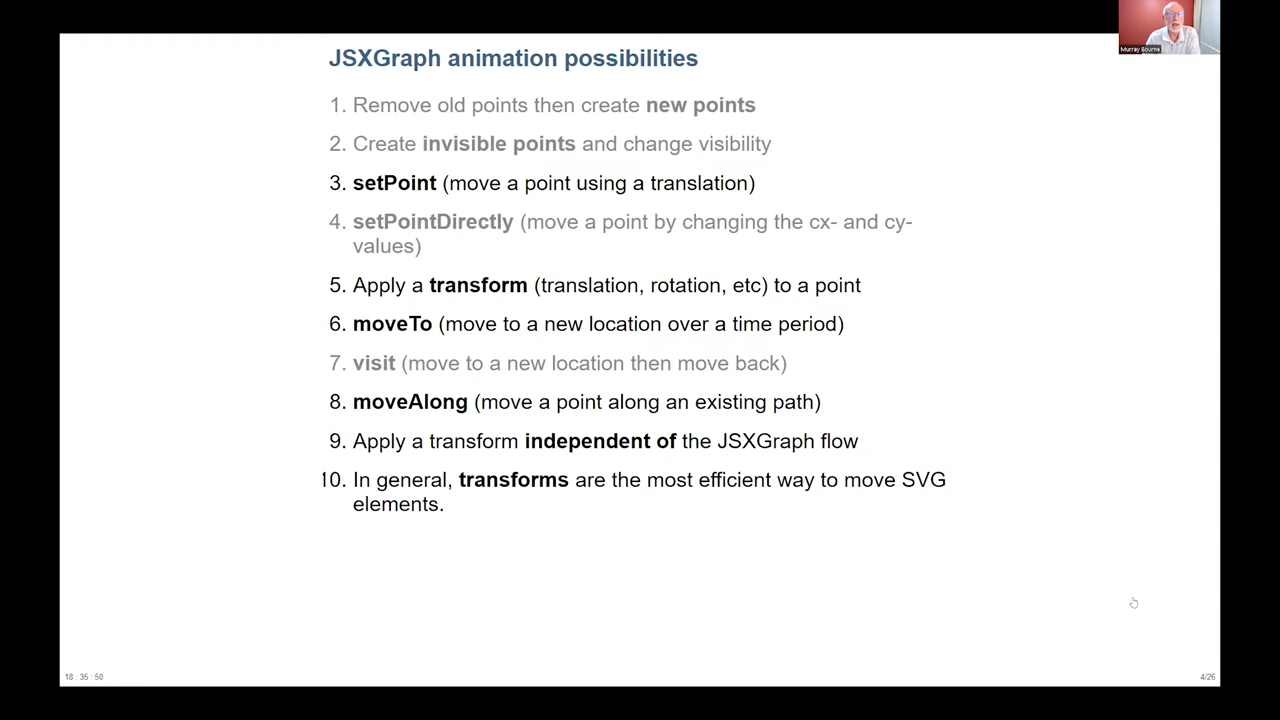 JSXGraph animation possibilities
1. Remove old points then create new points
2. Create invisible points and change visibility
3. setPoint (move a point using a translation)
4. setPointDirectly (move a point by changing the cx- and cy-
values)
5. Apply a transform (translation, rotation, etc) to a point
6. moveTo (move to a new location over a time period)
7. visit (move to a new location then move back)
8. moveAlong (move a point along an existing path)
9. Apply a transform independent of the JSXGraph flow
10. In general, transforms are the most efficient way to move SVG
elements.
Murray Bourne
18 : 35 : 50
4/26